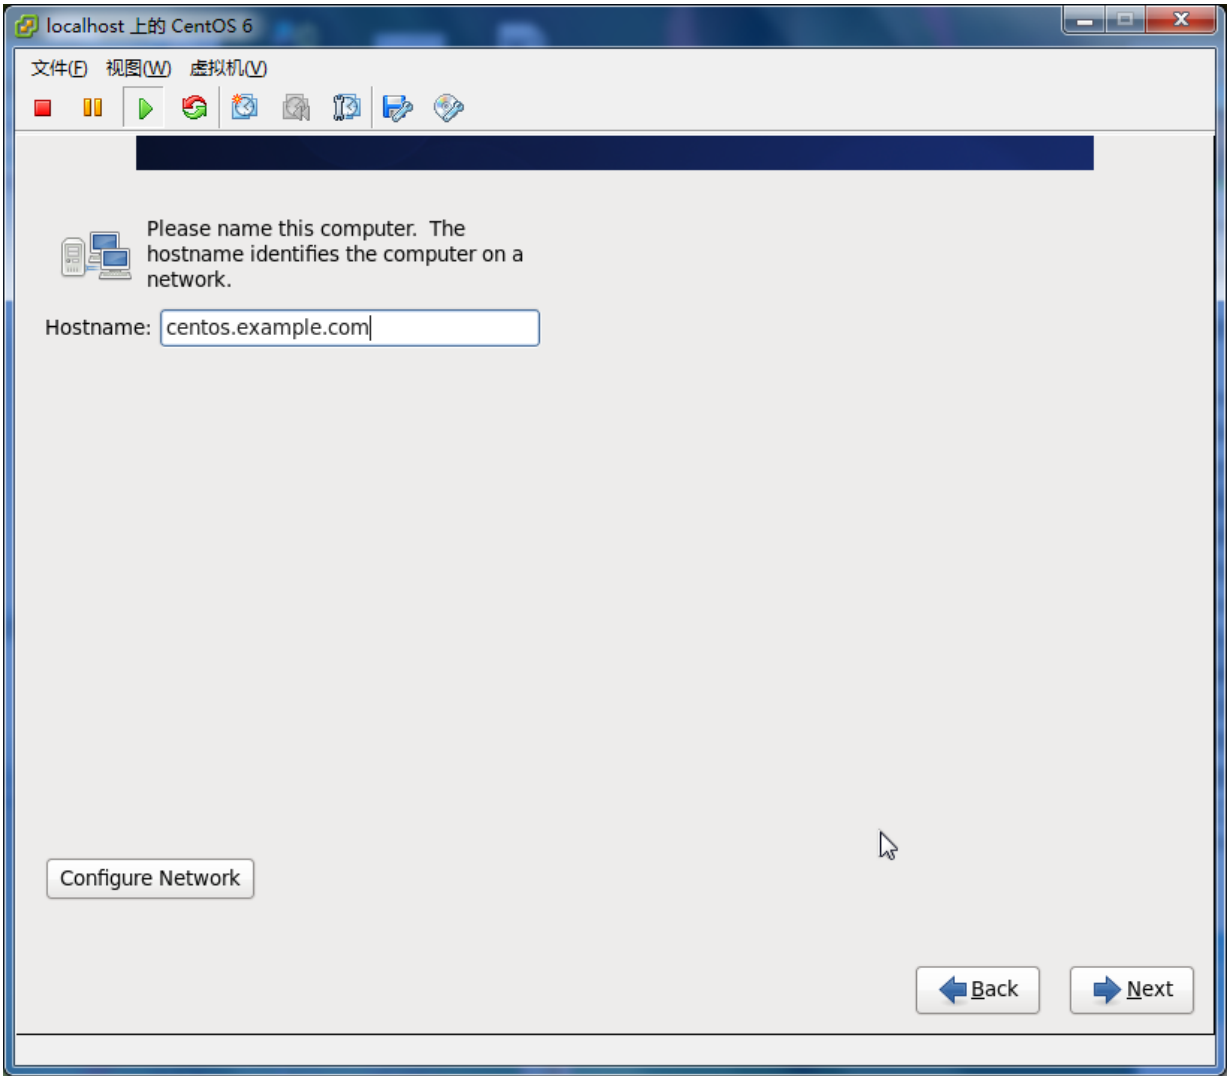 localhost 上的 CentOS 6
文件(F) 视图(W) 虚拟机(V)
Please name this computer.  The
hostname identifies the computer on a
network.
Hostname: centos.example.com
Configure Network
Back Next